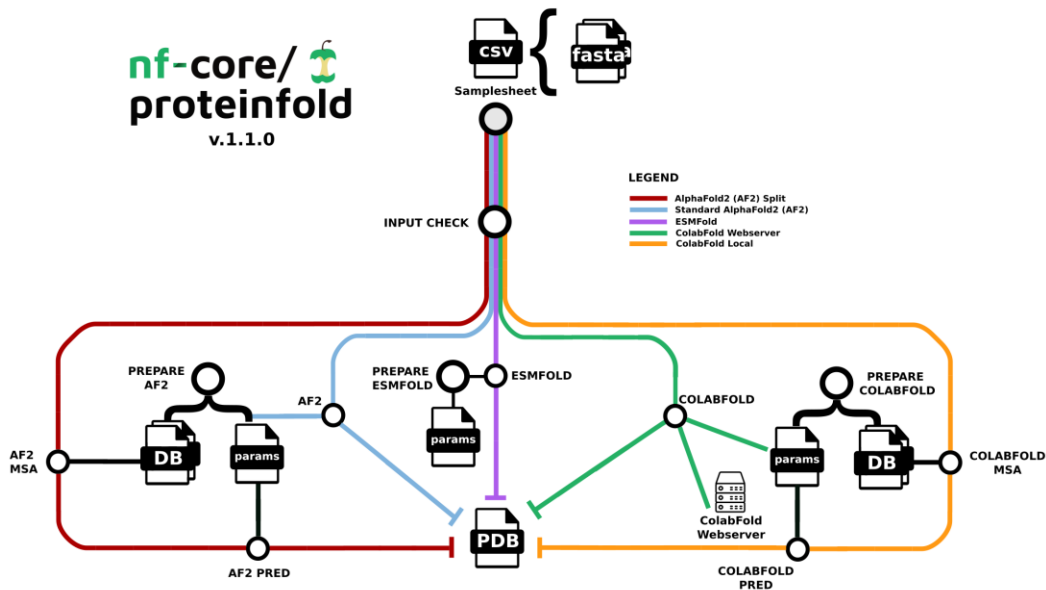 nf-core/
proteinfold
v.1.1.0
CSV
fasta
Samplesheet
INPUT CHECK
LEGEND
AlphaFold2 (AF2) Split
Standard AlphaFold2 (AF2)
ESMFold
ColabFold Webserver
ColabFold Local
PREPARE
AF2
AF2
PREPARE
ESMFOLD
ESMFOLD
COLABFOLD
PREPARE
COLABFOLD
AF2
MSA
DB
params
params
params
DB
COLABFOLD
MSA
ColabFold
Webserver
PDB
AF2 PRED
COLABFOLD
PRED